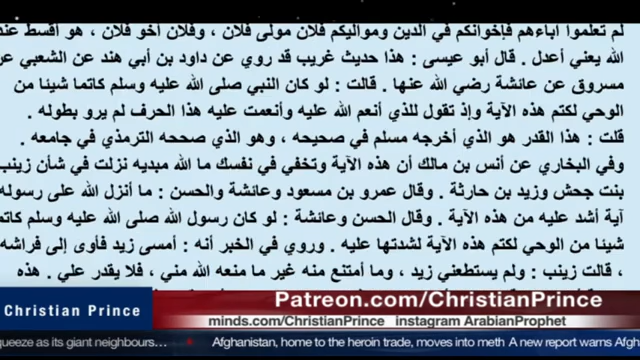 لم تعلموا آباءهم فإخوانكم في الدين ومواليكم فلان مولى فلان ، وفلان أخو فلان ، هو أقسط عند
الله يعني أعدل . قال أبو عيسى : هذا حديث غريب قد روي عن داود بن أبي هند عن الشعبي عن
مسروق عن عائشة رضي الله عنها . قالت : لو كان النبي صلى الله عليه وسلم كاتما شيئا من
الوحي لكتم هذه الآية وإذ تقول للذي أنعم الله عليه وأنعمت عليه هذا الحرف لم يرو بطوله .
قلت : هذا القدر هو الذي أخرجه مسلم في صحيحه ، وهو الذي صححه الترمذي في جامعه .
وفي البخاري عن أنس بن مالك أن هذه الآية وتخفي في نفسك ما الله مبديه نزلت في شأن زينب
بنت جحش وزيد بن حارثة . وقال عمرو بن مسعود وعائشة والحسن : ما أنزل الله على رسوله
آية أشد عليه من هذه الآية . وقال الحسن وعائشة : لو كان رسول الله صلى الله عليه وسلم كاتما
شيئا من الوحي لكتم هذه الآية لشدتها عليه . وروي في الخبر أنه : أمسى زيد فأوى إلى فراشه
، قالت زينب : ولم يستطعني زيد ، وما أمتنع منه غير ما منعه الله مني ، فلا يقدر علي . هذه
Christian Prince
Patreon.com/ChristianPrince
minds.com/ChristianPrince instagram ArabianProphet
queeze as its giant neighbours... Afghanistan, home to the heroin trade, moves into meth A new report warns Afg